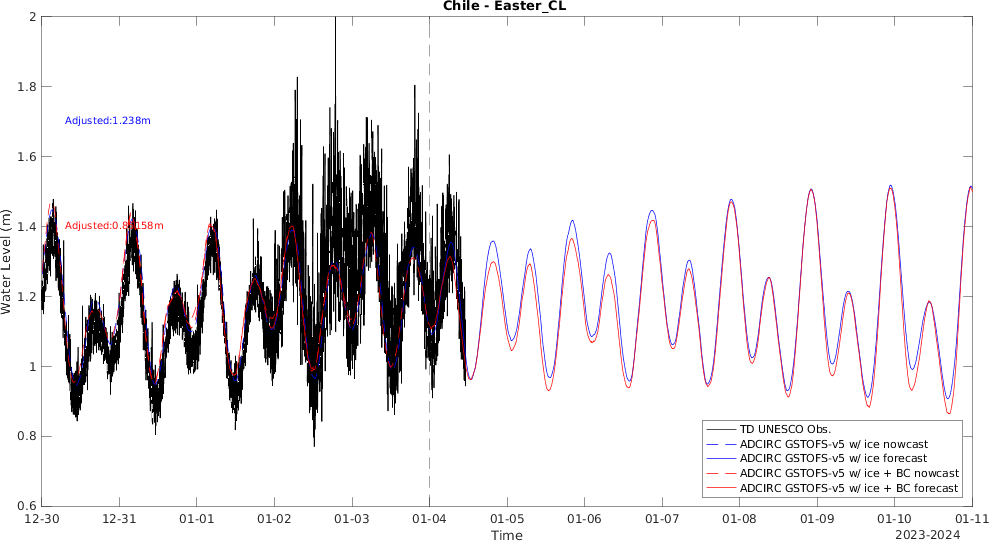 Chile - Easter_CL
2
1.8
1.6
1.4
1.2
1
0.8
0.6
Water Level (m)
Adjusted:1.238m
12-30
12-31
01-01
01-02
01-03
01-04
01-05
01-06
01-07
01-08
01-09
01-10
01-11
Time
2023-2024
TD UNESCO Obs.
ADCIRC GSTOFS-v5 w/ ice nowcast
ADCIRC GSTOFS-v5 w/ ice forecast
ADCIRC GSTOFS-v5 w/ ice + BC nowcast
ADCIRC GSTOFS-v5 w/ ice + BC forecast